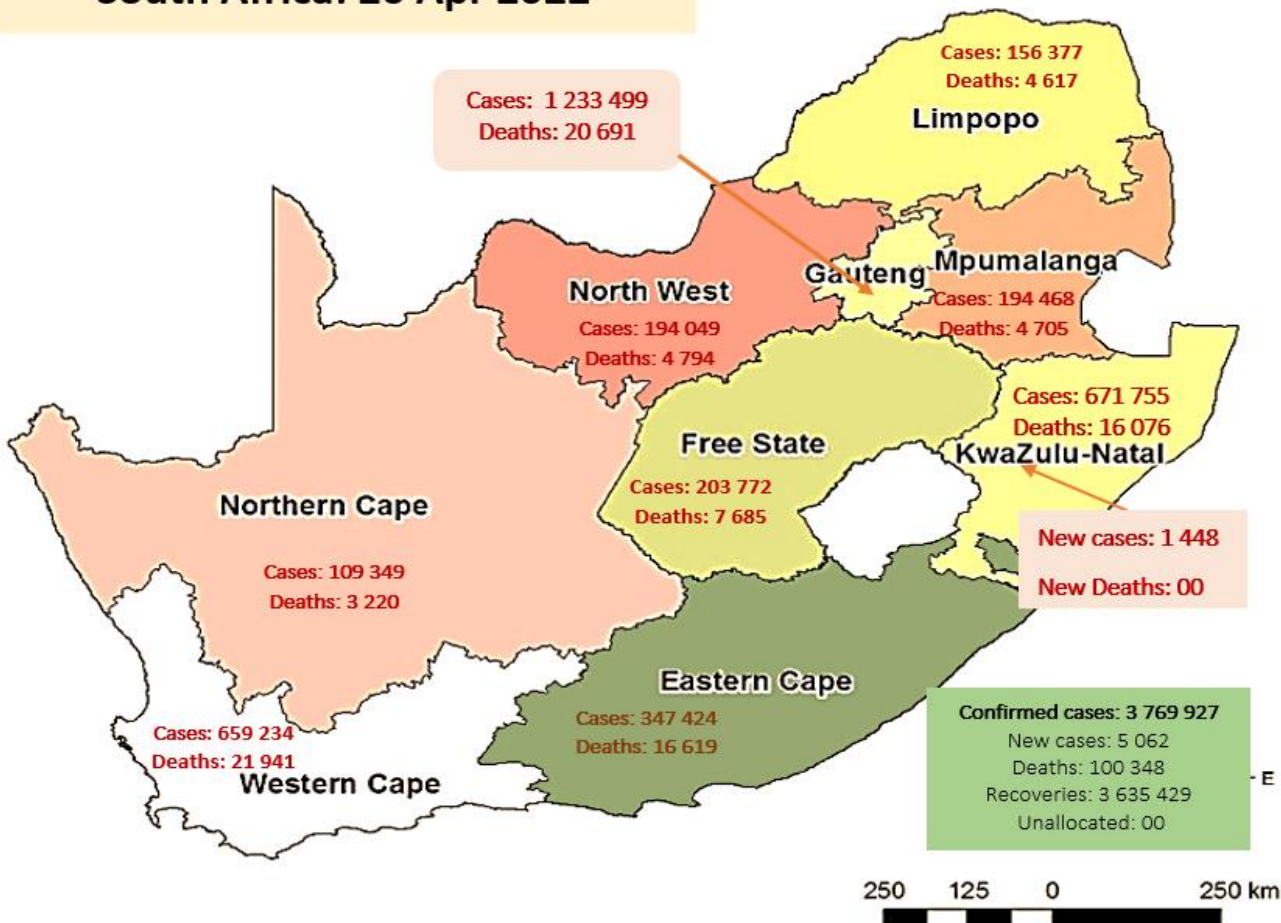 Cases: 156 377
Deaths: 4 617
Limpopo
Cases: 1 233 499
Deaths: 20 691
Gauteng
Mpumalanga
Cases: 194 468
Deaths: 4 705
North West
Cases: 194 049
Deaths: 4 794
Cases: 671 755
Deaths: 16 076
KwaZulu-Natal
Free State
Cases: 203 772
Deaths: 7 685
Northern Cape
Cases: 109 349
Deaths: 3 220
New cases: 1 448
New Deaths: 00
Eastern Cape
Cases: 347 424
Deaths: 16 619
Cases: 659 234
Deaths: 21 941
Western Cape
Confirmed cases: 3 769 927
New cases: 5 062
Deaths: 100 348
Recoveries: 3 635 429
Unallocated: 00
E
250 125 0 250 km